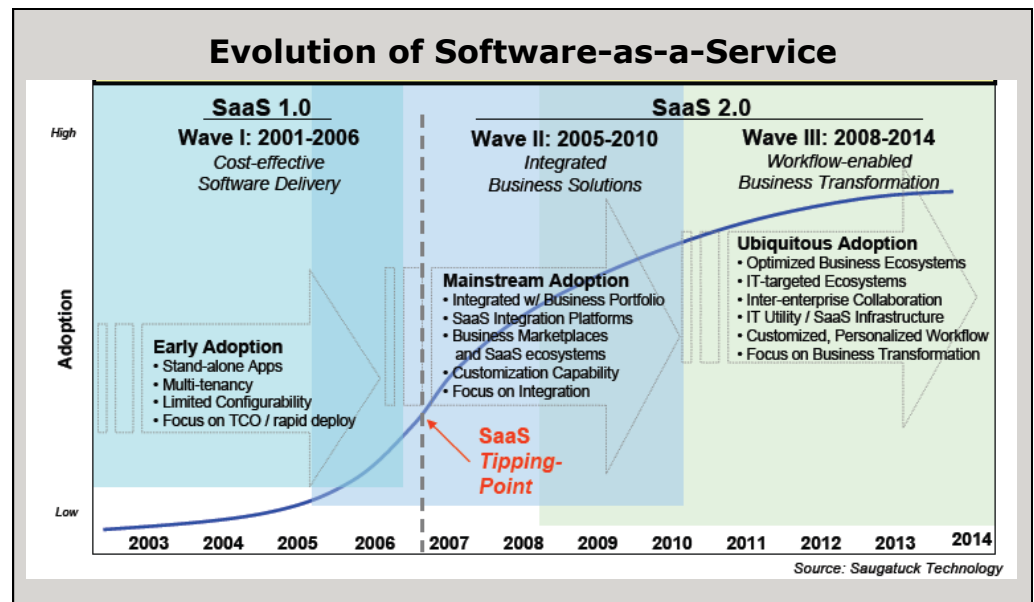 Evolution of Software-as-a-Service
SaaS 1.0
SaaS 2.0
High
Wave I: 2001-2006
Cost-effective
Software Delivery
Wave II: 2005-2010
Integrated
Business Solutions
Wave III: 2008-2014
Workflow-enabled
Business Transformation
Adoption
Early Adoption
• Stand-alone Apps
• Multi-tenancy
• Limited Configurability
• Focus on TCO / rapid deploy
Mainstream Adoption
• Integrated w/ Business Portfolio
• SaaS Integration Platforms
• Business Marketplaces
and SaaS ecosystems
• Customization Capability
• Focus on Integration
Ubiquitous Adoption
• Optimized Business Ecosystems
• IT-targeted Ecosystems
• Inter-enterprise Collaboration
• IT Utility / SaaS Infrastructure
• Customized, Personalized Workflow
• Focus on Business Transformation
SaaS
Tipping-
Point
Low
2003 2004 2005 2006 2007 2008 2009 2010 2011 2012 2013 2014
Source: Saugatuck Technology